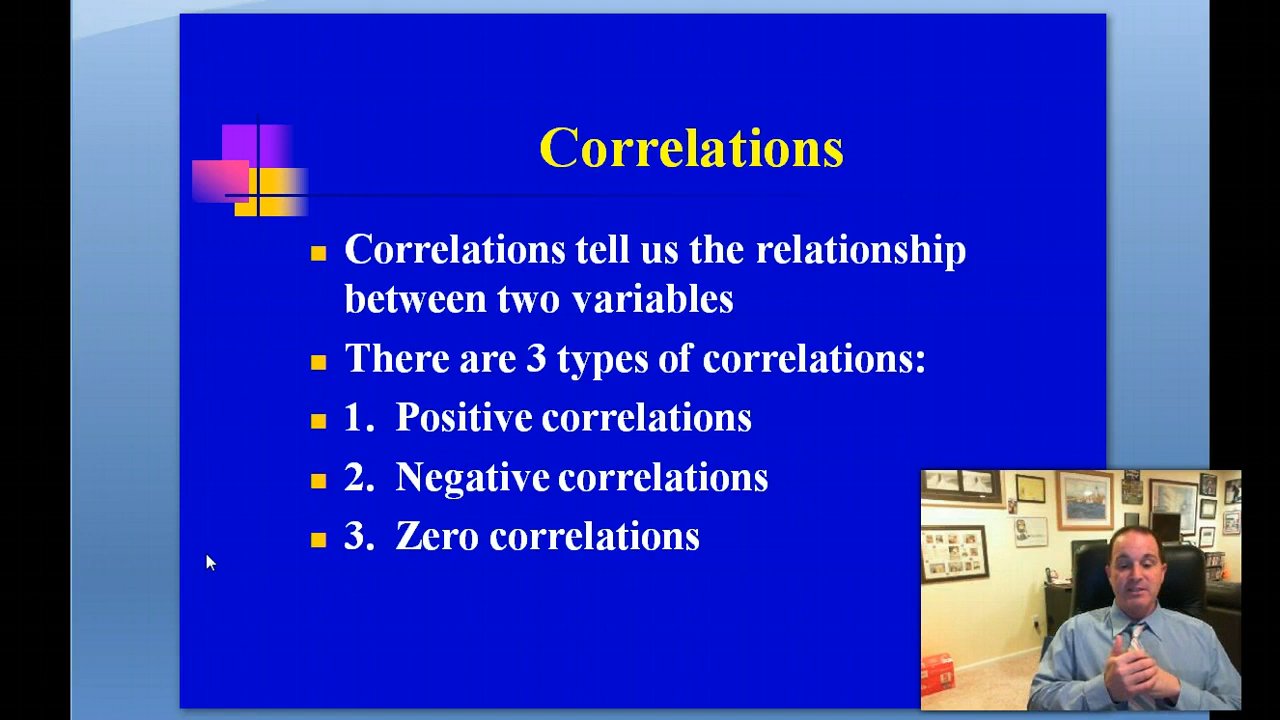 Correlations
Correlations tell us the relationship
between two variables
There are 3 types of correlations:
1. Positive correlations
2. Negative correlations
3. Zero correlations